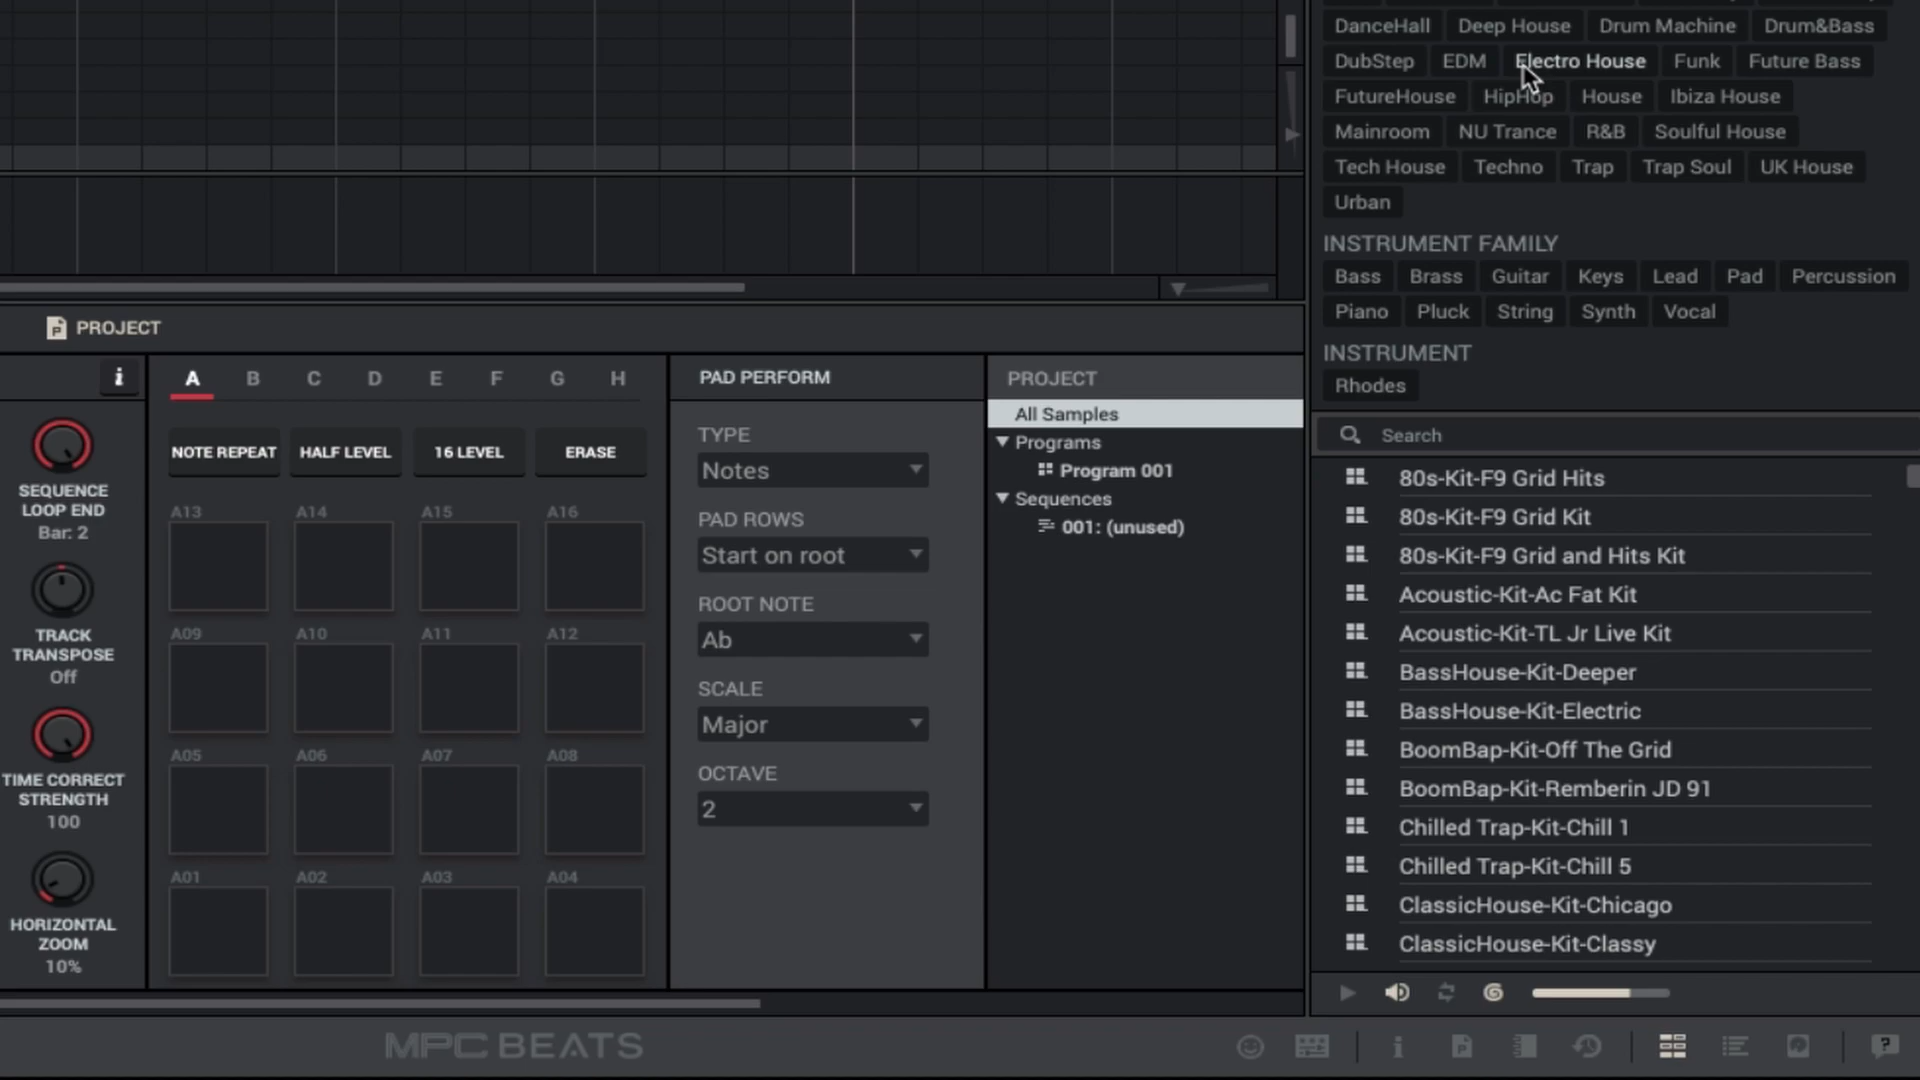 DanceHall Deep House Drum Machine Drum&Bass
DubStep EDM Electro House Funk Future Bass
FutureHouse HipHop House Ibiza House
Mainroom NU Trance R&B Soulful House
Tech House Techno Trap Trap Soul UK House
Urban
INSTRUMENT FAMILY
Bass Brass Guitar Keys Lead Pad Percussion
Piano Pluck String Synth Vocal
INSTRUMENT
Rhodes
Search
80s-Kit-F9 Grid Hits
80s-Kit-F9 Grid Kit
80s-Kit-F9 Grid and Hits Kit
Acoustic-Kit-Ac Fat Kit
Acoustic-Kit-TL Jr Live Kit
BassHouse-Kit-Deeper
BassHouse-Kit-Electric
BoomBap-Kit-Off The Grid
BoomBap-Kit-Remberin JD 91
Chilled Trap-Kit-Chill 1
Chilled Trap-Kit-Chill 5
ClassicHouse-Kit-Chicago
ClassicHouse-Kit-Classy
PROJECT
SEQUENCE
LOOP END
Bar: 2
TRACK
TRANSPOSE
Off
TIME CORRECT
STRENGTH
100
HORIZONTAL
ZOOM
10%
A B C D E F G H
NOTE REPEAT HALF LEVEL 16 LEVEL ERASE
A13 A14 A15 A16
A09 A10 A11 A12
A05 A06 A07 A08
A01 A02 A03 A04
PAD PERFORM
TYPE
Notes
PAD ROWS
Start on root
ROOT NOTE
Ab
SCALE
Major
OCTAVE
2
PROJECT
All Samples
Programs
Program 001
Sequences
001: (unused)
MPC BEATS